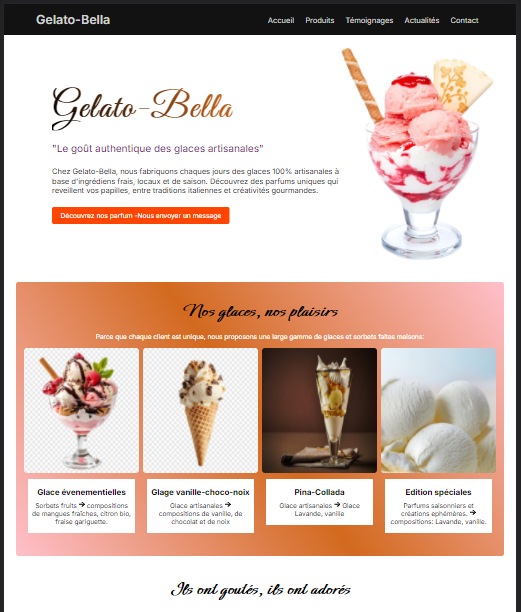 Gelato-Bella
Accueil Produits Témoignages Actualités Contact
Gelato-Bella
"Le goût authentique des glaces artisanales"
Chez Gelato-Bella, nous fabriquons chaques jours des glaces 100% artisanales à
base d'ingrédiens frais, locaux et de saison. Découvrez des parfums uniques qui
reveillent vos papilles, entre traditions italiennes et créativités gourmandes.
Découvrez nos parfum -Nous envoyer un message
Nos glaces, nos plaisirs
Parce que chaque client est unique, nous proposons une large gamme de glaces et sorbets faites maisons:
Glace évenementielles
Sorbets fruits → compositions
de mangues fraîches, citron bio,
fraise gariguette.
Glage vanille-choco-noix
Glace artisanales →
compositions de vanille, de
chocolat et de noix
Pina-Collada
Glace artisanales → Glace
Lavande, vanille
Edition spéciales
Parfums saisonniers et
créations ephémères. →
compositions: Lavande, vanille.
Ils ont goutés, ils ont adorés